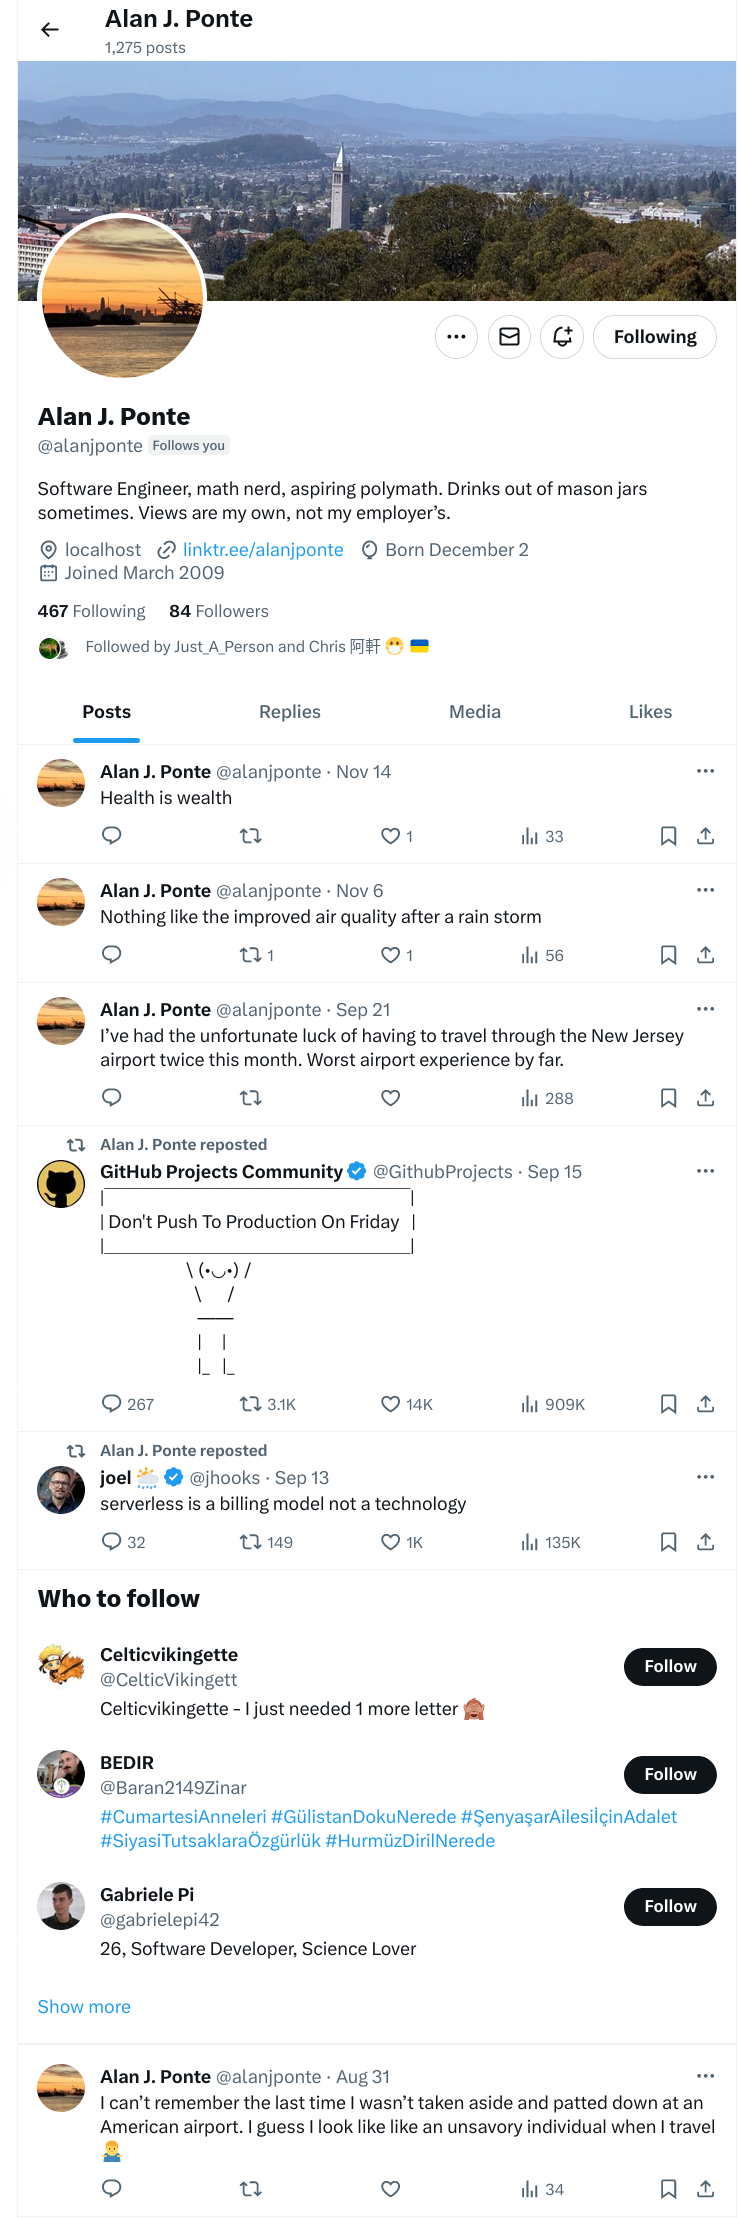 Alan J. Ponte
1,275 posts
Following
Alan J. Ponte
@alanjponte Follows you
Software Engineer, math nerd, aspiring polymath. Drinks out of mason jars
sometimes. Views are my own, not my employer’s.
localhost linktr.ee/alanjponte Born December 2
Joined March 2009
467 Following 84 Followers
Followed by Just_A_Person and Chris 阿軒 😷 🇺🇦
Posts Replies Media Likes
Alan J. Ponte @alanjponte · Nov 14
Health is wealth
1 33
Alan J. Ponte @alanjponte · Nov 6
Nothing like the improved air quality after a rain storm
1 1 56
Alan J. Ponte @alanjponte · Sep 21
I’ve had the unfortunate luck of having to travel through the New Jersey
airport twice this month. Worst airport experience by far.
288
Alan J. Ponte reposted
GitHub Projects Community @GithubProjects · Sep 15
|￣￣￣￣￣￣￣￣￣￣￣￣￣￣￣￣|
| Don't Push To Production On Friday |
|________________________________|
\ (•◡•) /
\ /
——
| |
|_ |_
267 3.1K 14K 909K
Alan J. Ponte reposted
joel 🌦️ @jhooks · Sep 13
serverless is a billing model not a technology
32 149 1K 135K
Who to follow
Celticvikingette
@CelticVikingett
Follow
Celticvikingette - I just needed 1 more letter 🙈
BEDIR
@Baran2149Zinar
Follow
#CumartesiAnneleri #GülistanDokuNerede #ŞenyaşarAilesiİçinAdalet
#SiyasiTutsaklaraÖzgürlük #HurmüzDirilNerede
Gabriele Pi
@gabrielepi42
Follow
26, Software Developer, Science Lover
Show more
Alan J. Ponte @alanjponte · Aug 31
I can’t remember the last time I wasn’t taken aside and patted down at an
American airport. I guess I look like like an unsavory individual when I travel
🤷‍♂️
34